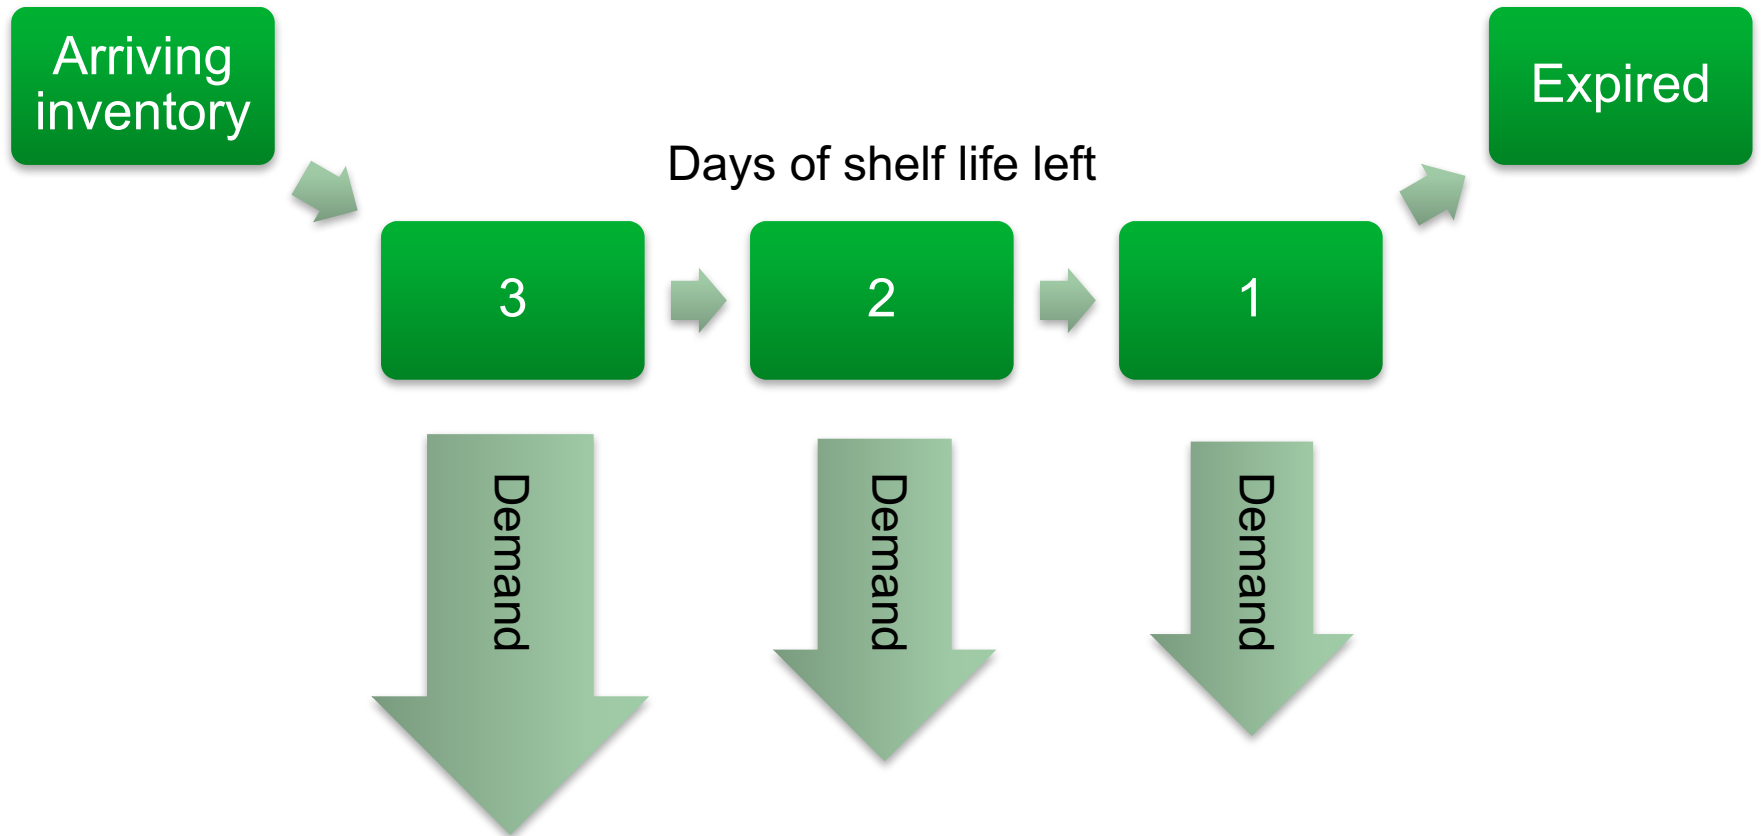 Arriving
inventory
Expired
Days of shelf life left
3
2
1
Demand
Demand
Demand